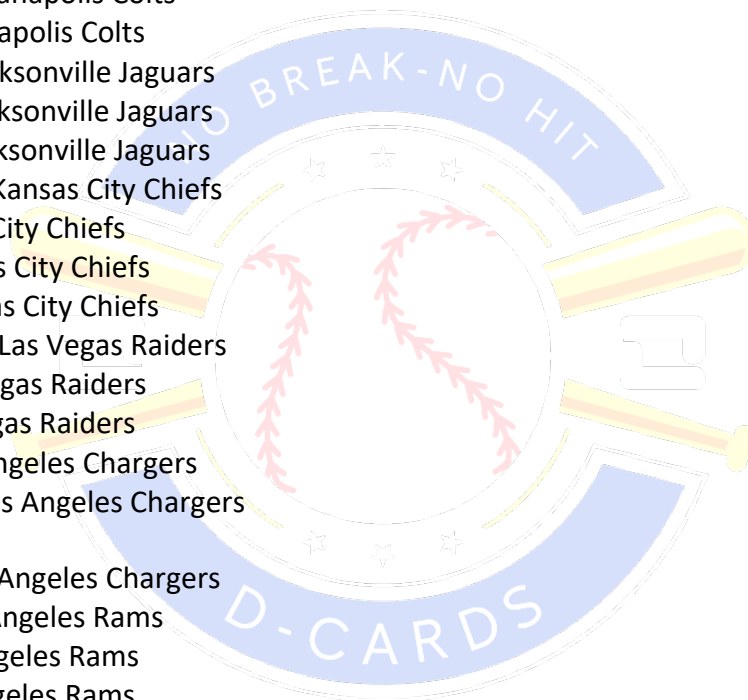 apolis Colts
ksonville Jaguars
ksonville Jaguars
ksonville Jaguars
Kansas City Chiefs
City Chiefs
s City Chiefs
as City Chiefs
Las Vegas Raiders
gas Raiders
gas Raiders
ngeles Chargers
s Angeles Chargers
Angeles Chargers
Angeles Rams
geles Rams
geles Rams
NO BREAK-NO HIT
D-CARDS